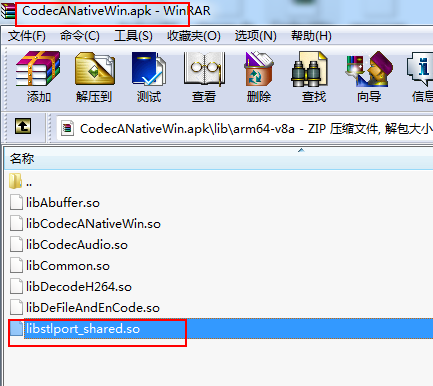 CodecANativeWin.apk - WinRAR
文件(F) 命令(C) 工具(S) 收藏夹(O) 选项(N) 帮助(H)
添加 解压到 测试 查看 删除 查找 向导 信息
CodecANativeWin.apk\lib\arm64-v8a - ZIP 压缩文件, 解包大小
名称
..
libAbuffer.so
libCodecANativeWin.so
libCodecAudio.so
libCommon.so
libDecodeH264.so
libDeFileAndEnCode.so
libstlport_shared.so